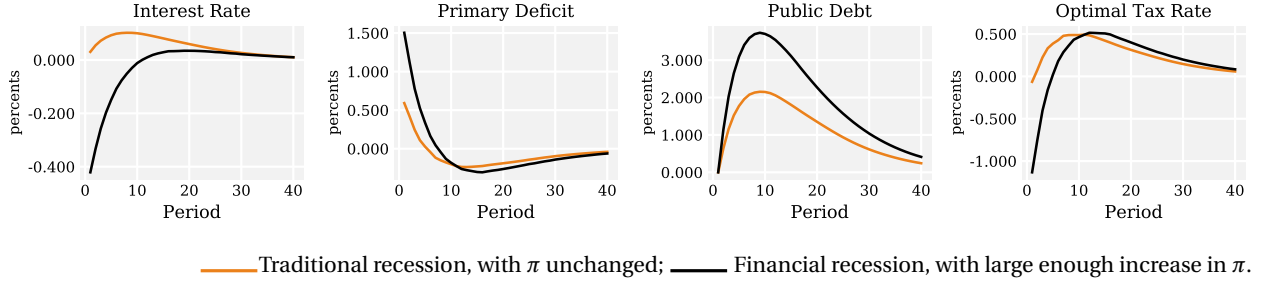 Interest Rate
percents
0.000
-0.200
-0.400
0 10 20 30 40
Period
Primary Deficit
percents
1.500
1.000
0.500
0.000
0 10 20 30 40
Period
Public Debt
percents
3.000
2.000
1.000
0.000
0 10 20 30 40
Period
Optimal Tax Rate
percents
0.500
0.000
-0.500
-1.000
0 10 20 30 40
Period
Traditional recession, with π unchanged; Financial recession, with large enough increase in π.